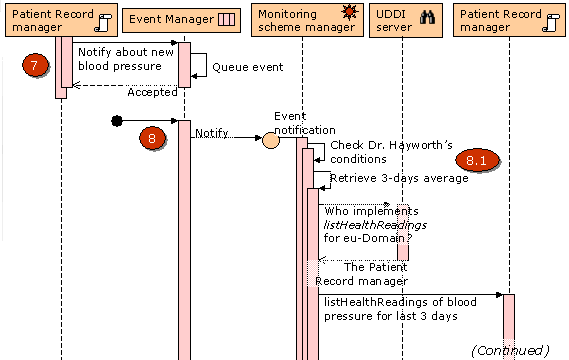 Patient Record
manager
Event Manager
Monitoring
scheme manager
UDDI
server
Patient Record
manager
7
Notify about new
blood pressure
Queue event
Accepted
8
Notify
Event
notification
Check Dr. Hayworth's
conditions
8.1
Retrieve 3-days average
Who implements
listHealthReadings
for eu-Domain?
The Patient
Record manager
listHealthReadings of blood
pressure for last 3 days
(Continued)